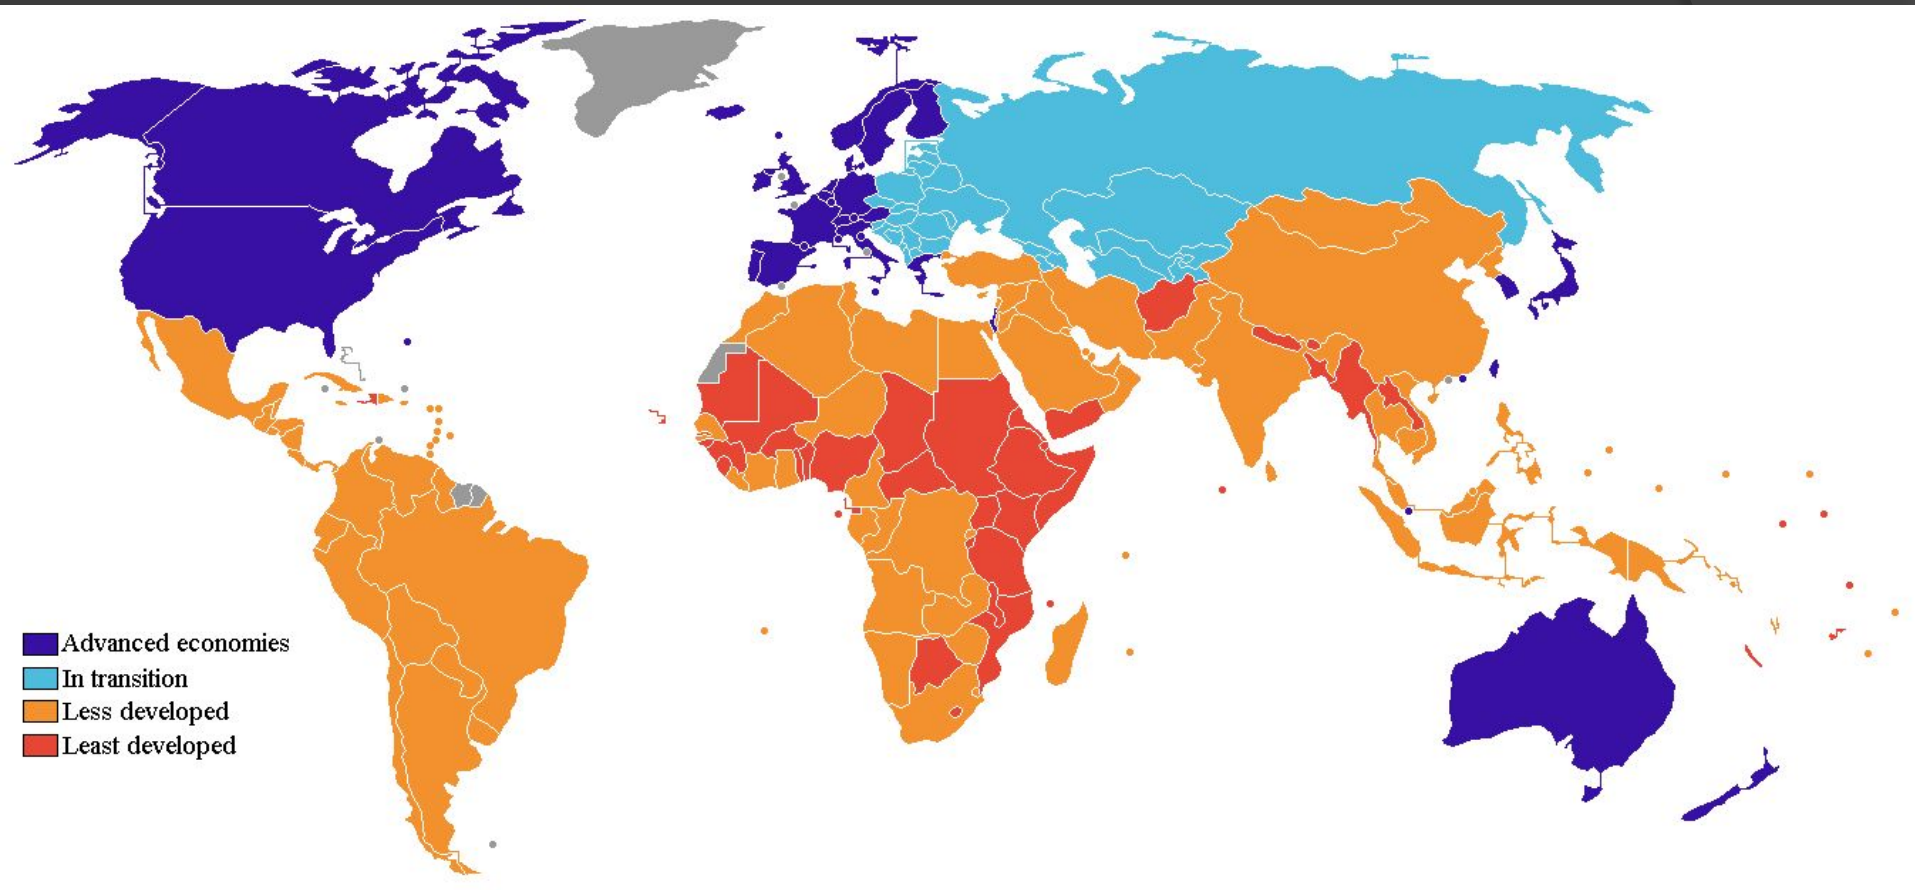 Advanced economies
In transition
Less developed
Least developed